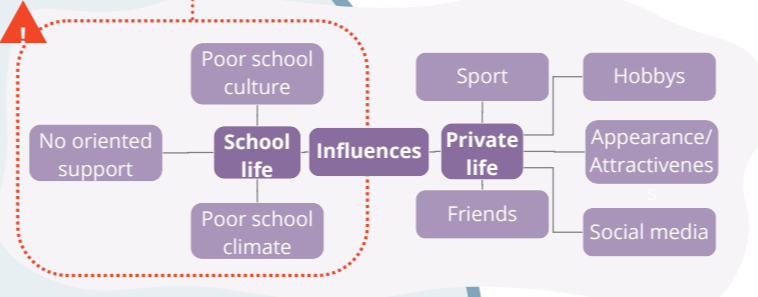 !
Poor school
culture
No oriented
support
School
life
Poor school
climate
Influences
Private
life
Sport
Friends
Hobbys
Appearance/
Attractivenes
s
Social media